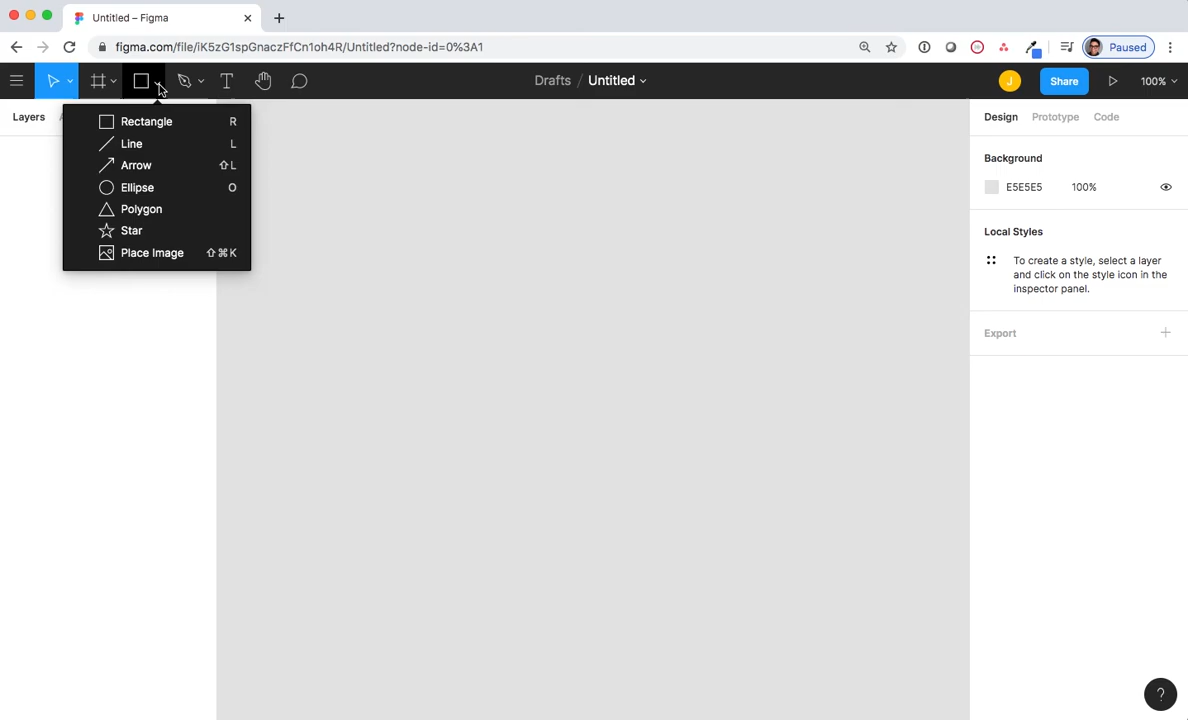 Untitled – Figma
figma.com/file/iK5zG1spGnaczFfCn1oh4R/Untitled?node-id=0%3A1
Paused
Drafts / Untitled
J
Share
100%
Layers
Rectangle R
Line L
Arrow ⇧L
Ellipse O
Polygon
Star
Place Image ⇧⌘K
Design Prototype Code
Background
E5E5E5 100%
Local Styles
To create a style, select a layer
and click on the style icon in the
inspector panel.
Export
?